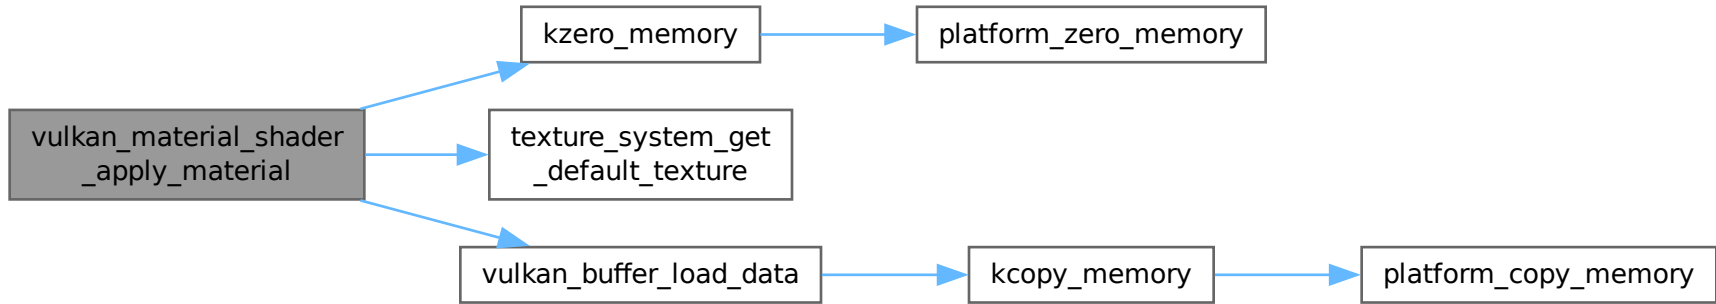 kzero_memory
platform_zero_memory
vulkan_material_shader
_apply_material
texture_system_get
_default_texture
vulkan_buffer_load_data
kcopy_memory
platform_copy_memory